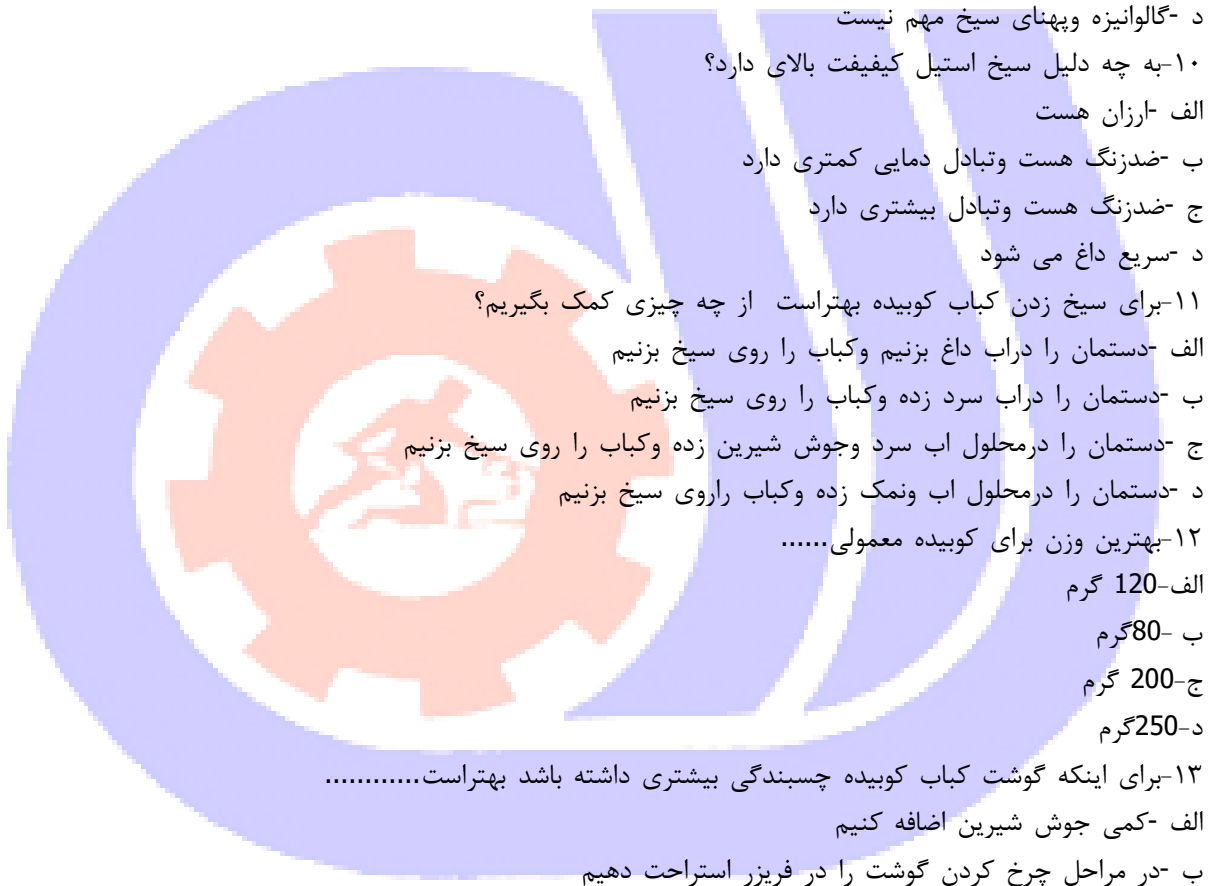 د -گالوانیزه وپهنای سیخ مهم نیست
۱۰-به چه دلیل سیخ استیل کیفیفت بالای دارد؟
الف -ارزان هست
ب -ضدزنگ هست وتبادل دمایی کمتری دارد
ج -ضدزنگ هست وتبادل بیشتری دارد
د -سریع داغ می شود
۱۱-برای سیخ زدن کباب کوبیده بهتراست از چه چیزی کمک بگیریم؟
الف -دستمان را دراب داغ بزنیم وکباب را روی سیخ بزنیم
ب -دستمان را دراب سرد زده وکباب را روی سیخ بزنیم
ج -دستمان را درمحلول اب سرد وجوش شیرین زده وکباب را روی سیخ بزنیم
د -دستمان را درمحلول اب ونمک زده وکباب راروی سیخ بزنیم
۱۲-بهترین وزن برای کوبیده معمولی......
الف-120 گرم
ب -80گرم
ج-200 گرم
د-250گرم
۱۳-برای اینکه گوشت کباب کوبیده چسبندگی بیشتری داشته باشد بهتراست............
الف -کمی جوش شیرین اضافه کنیم
ب -در مراحل چرخ کردن گوشت را در فریزر استراحت دهیم